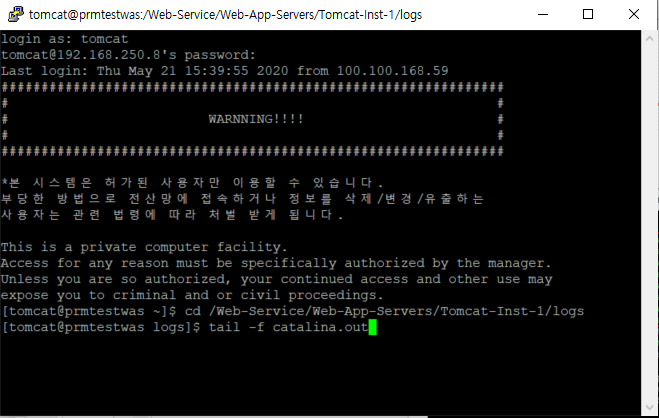 tomcat@prmtestwas:/Web-Service/Web-App-Servers/Tomcat-Inst-1/logs
login as: tomcat
tomcat@192.168.250.8's password:
Last login: Thu May 21 15:39:55 2020 from 100.100.168.59
###############################################################
#                                                             #
#                         WARNNING!!!!                        #
#                                                             #
###############################################################
*본 시스템은 허가된 사용자만 이용할 수 있습니다.
부당한 방법으로 전산망에 접속하거나 정보를 삭제/변경/유출하는
사용자는 관련 법령에 따라 처벌 받게 됩니다.
This is a private computer facility.
Access for any reason must be specifically authorized by the manager.
Unless you are so authorized, your continued access and other use may
expose you to criminal and or civil proceedings.
[tomcat@prmtestwas ~]$ cd /Web-Service/Web-App-Servers/Tomcat-Inst-1/logs
[tomcat@prmtestwas logs]$ tail -f catalina.out